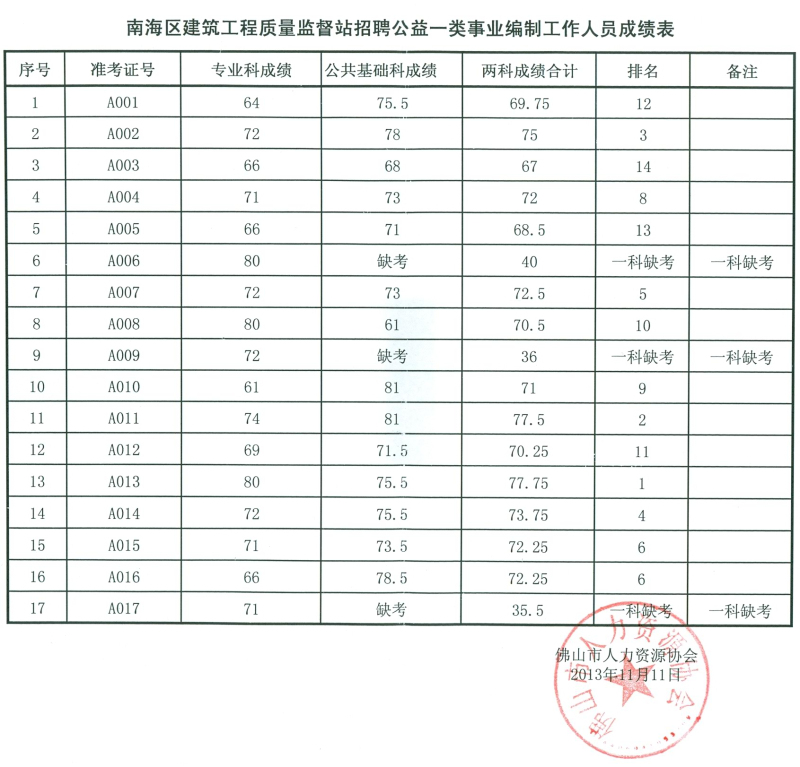 南海区建筑工程质量监督站招聘公益一类事业编制工作人员成绩表
序号 准考证号 专业科成绩 公共基础科成绩 两科成绩合计 排名 备注
1 A001 64 75.5 69.75 12
2 A002 72 78 75 3
3 A003 66 68 67 14
4 A004 71 73 72 8
5 A005 66 71 68.5 13
6 A006 80 缺考 40 一科缺考 一科缺考
7 A007 72 73 72.5 5
8 A008 80 61 70.5 10
9 A009 72 缺考 36 一科缺考 一科缺考
10 A010 61 81 71 9
11 A011 74 81 77.5 2
12 A012 69 71.5 70.25 11
13 A013 80 75.5 77.75 1
14 A014 72 75.5 73.75 4
15 A015 71 73.5 72.25 6
16 A016 66 78.5 72.25 6
17 A017 71 缺考 35.5 一科缺考 一科缺考
佛山市人力资源协会
2013年11月11日
佛山市人力资源协会